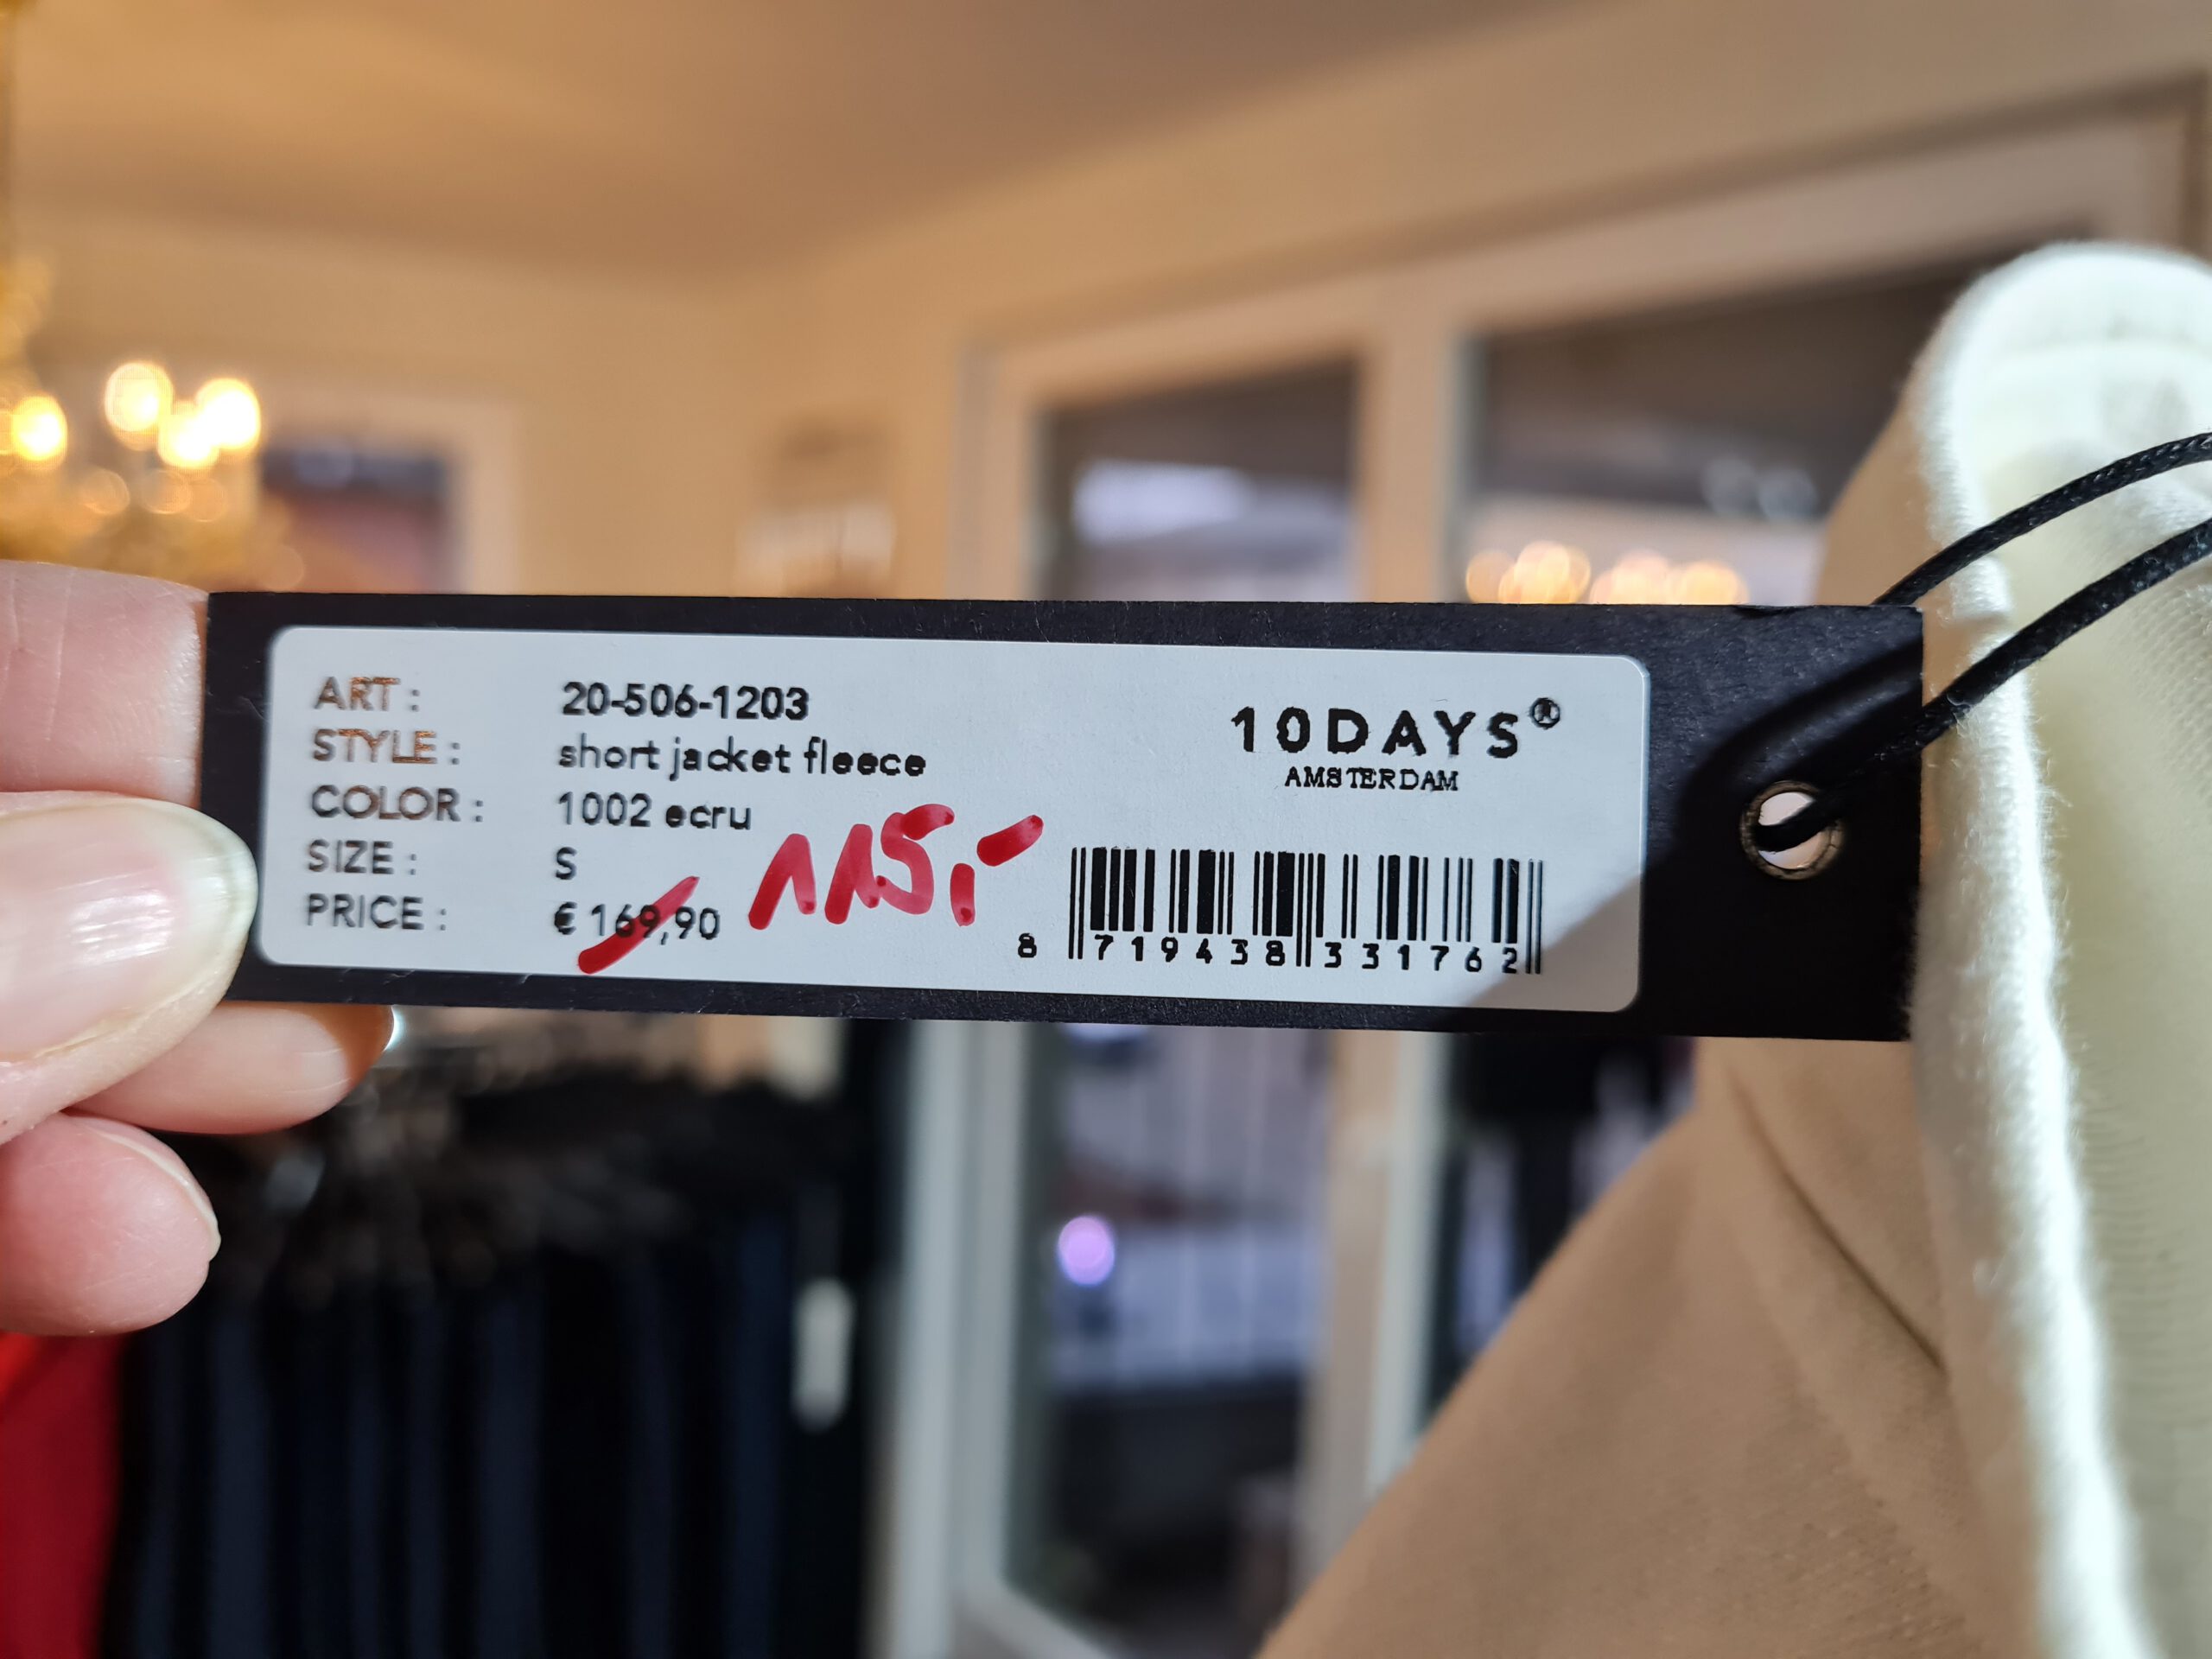 ART : 20-506-1203
STYLE : short jacket fleece
COLOR : 1002 ecru
SIZE : S
PRICE : € 169,90
115,-
10DAYS®
AMSTERDAM
8 719438 331762